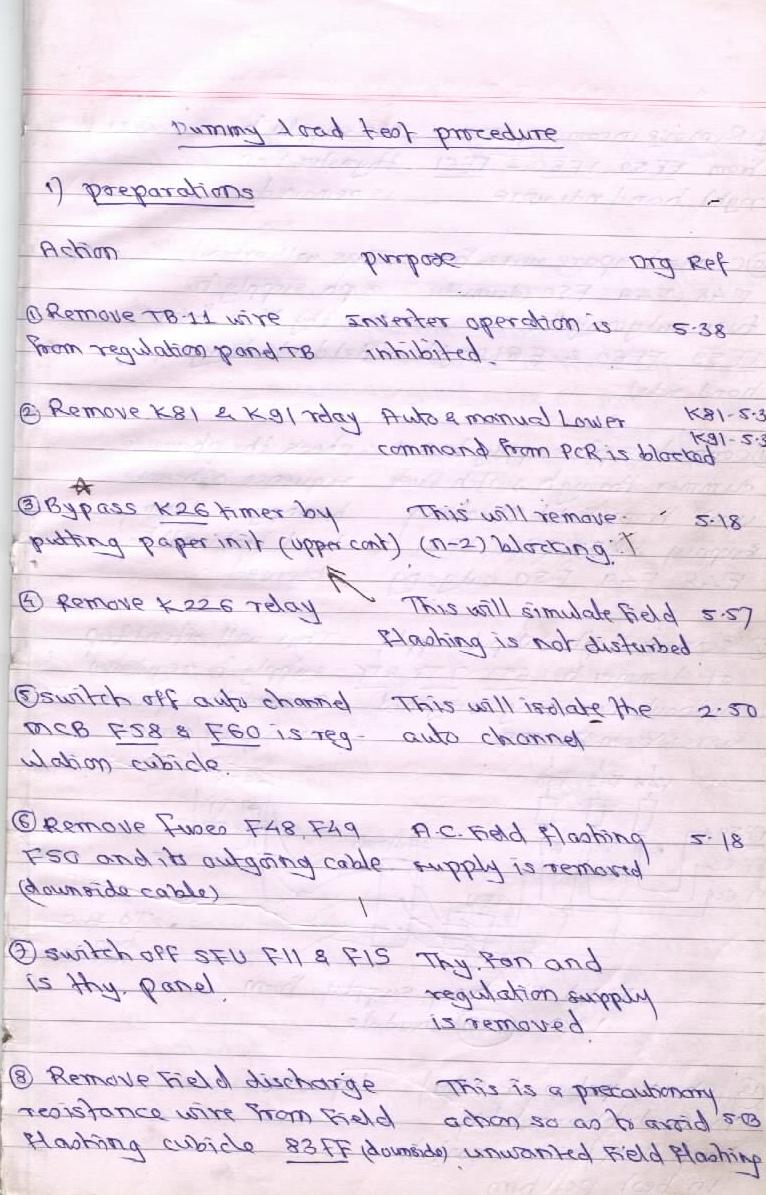 Dummy load test procedure
1) preparations
Action purpose Drg Ref
① Remove TB-11 wire Inverter operation is 5.38
from regulation panel TB inhibited.
② Remove K81 & K91 relay Auto & manual Lower K81-5.3
command from PCR is blocked K91-5.3
③ Bypass K26 timer by This will remove 5.18
putting paper in it (upper cont) (n-2) blocking.
④ Remove K226 relay This will simulate field 5.57
flashing is not disturbed
⑤ switch off auto channel This will isolate the 2.50
MCB F58 & F60 is reg- auto channel
ulation cubicle.
⑥ Remove fuses F48, F49 A.C. Field flashing 5.18
F50 and its outgoing cable supply is removed
(downside cable)
⑦ switch off SFU F11 & F15 Thy. Fan and
is thy. panel. regulation supply
is removed.
⑧ Remove Field discharge This is a precautionary
resistance wire from field action so as to avoid
flashing cubicle 83FF (downside) unwanted Field flashing